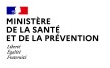 MINISTÈRE
DE LA SANTÉ
ET DE LA PRÉVENTION
Liberté
Égalité
Fraternité